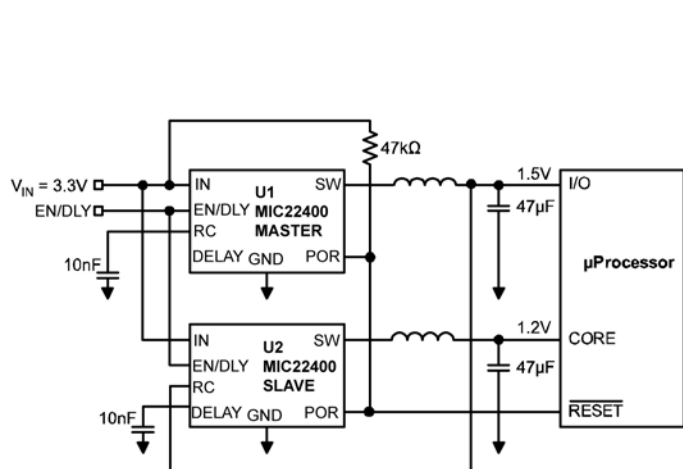 47kΩ
V_IN = 3.3V
EN/DLY
10nF
IN
EN/DLY
RC
DELAY
GND
U1
MIC22400
MASTER
SW
POR
1.5V
47µF
I/O
µProcessor
IN
EN/DLY
RC
DELAY
GND
U2
MIC22400
SLAVE
SW
POR
10nF
1.2V
47µF
CORE
RESET